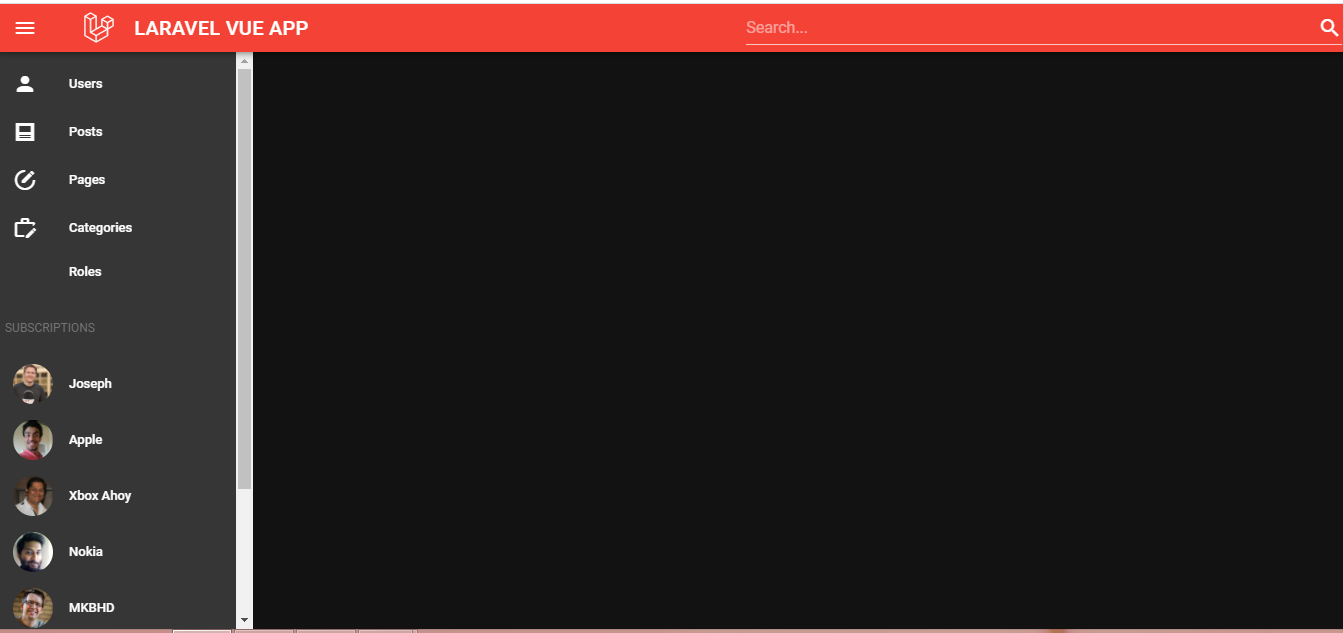 LARAVEL VUE APP
Search...
Users
Posts
Pages
Categories
Roles
SUBSCRIPTIONS
Joseph
Apple
Xbox Ahoy
Nokia
MKBHD